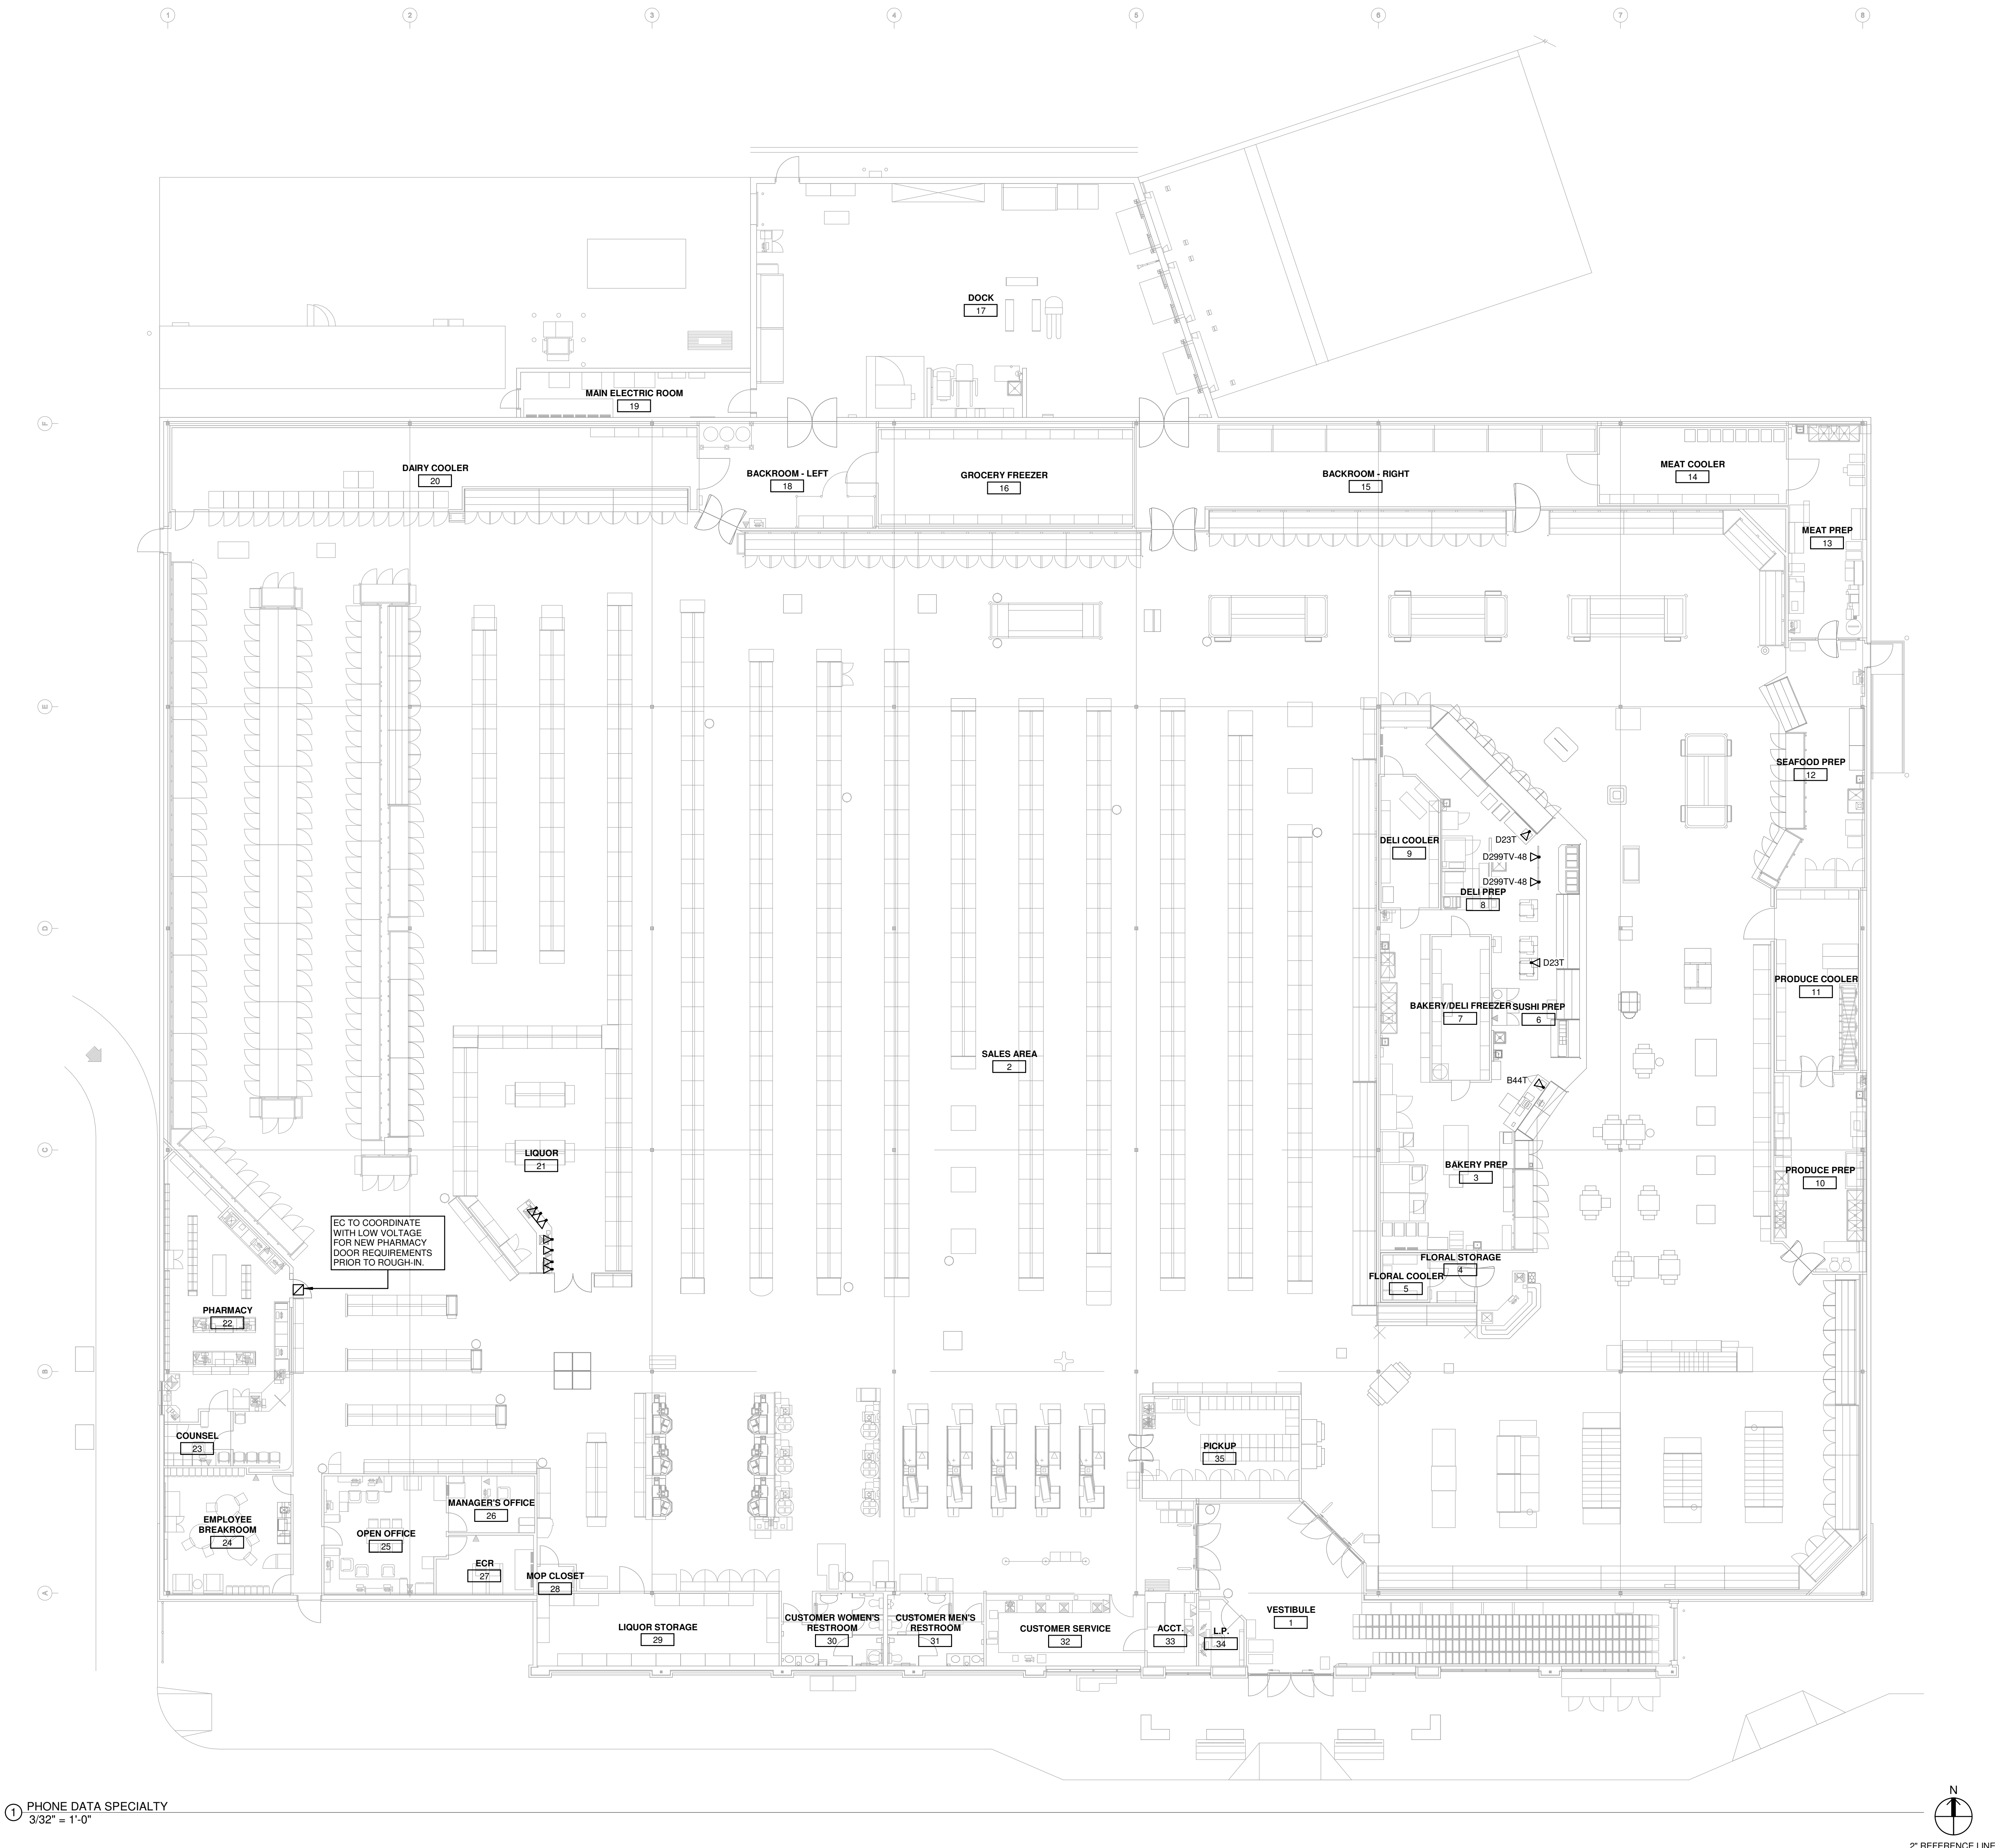 1
2
3
4
5
6
7
8
F
E
D
C
B
A
DOCK
17
MAIN ELECTRIC ROOM
19
DAIRY COOLER
20
BACKROOM - LEFT
18
GROCERY FREEZER
16
BACKROOM - RIGHT
15
MEAT COOLER
14
MEAT PREP
13
SEAFOOD PREP
12
DELI COOLER
9
D23T
D299TV-48
D299TV-48
DELI PREP
8
D23T
PRODUCE COOLER
11
BAKERY/DELI FREEZER
7
SUSHI PREP
6
SALES AREA
2
B44T
LIQUOR
21
BAKERY PREP
3
PRODUCE PREP
10
EC TO COORDINATE
WITH LOW VOLTAGE
FOR NEW PHARMACY
DOOR REQUIREMENTS
PRIOR TO ROUGH-IN.
FLORAL STORAGE
4
FLORAL COOLER
5
PHARMACY
22
COUNSEL
23
PICKUP
35
MANAGER'S OFFICE
26
EMPLOYEE
BREAKROOM
24
OPEN OFFICE
25
ECR
27
MOP CLOSET
28
LIQUOR STORAGE
29
CUSTOMER WOMEN'S
RESTROOM
30
CUSTOMER MEN'S
RESTROOM
31
CUSTOMER SERVICE
32
ACCT.
33
L.P.
34
VESTIBULE
1
1
PHONE DATA SPECIALTY
3/32" = 1'-0"
N
2" REFERENCE LINE